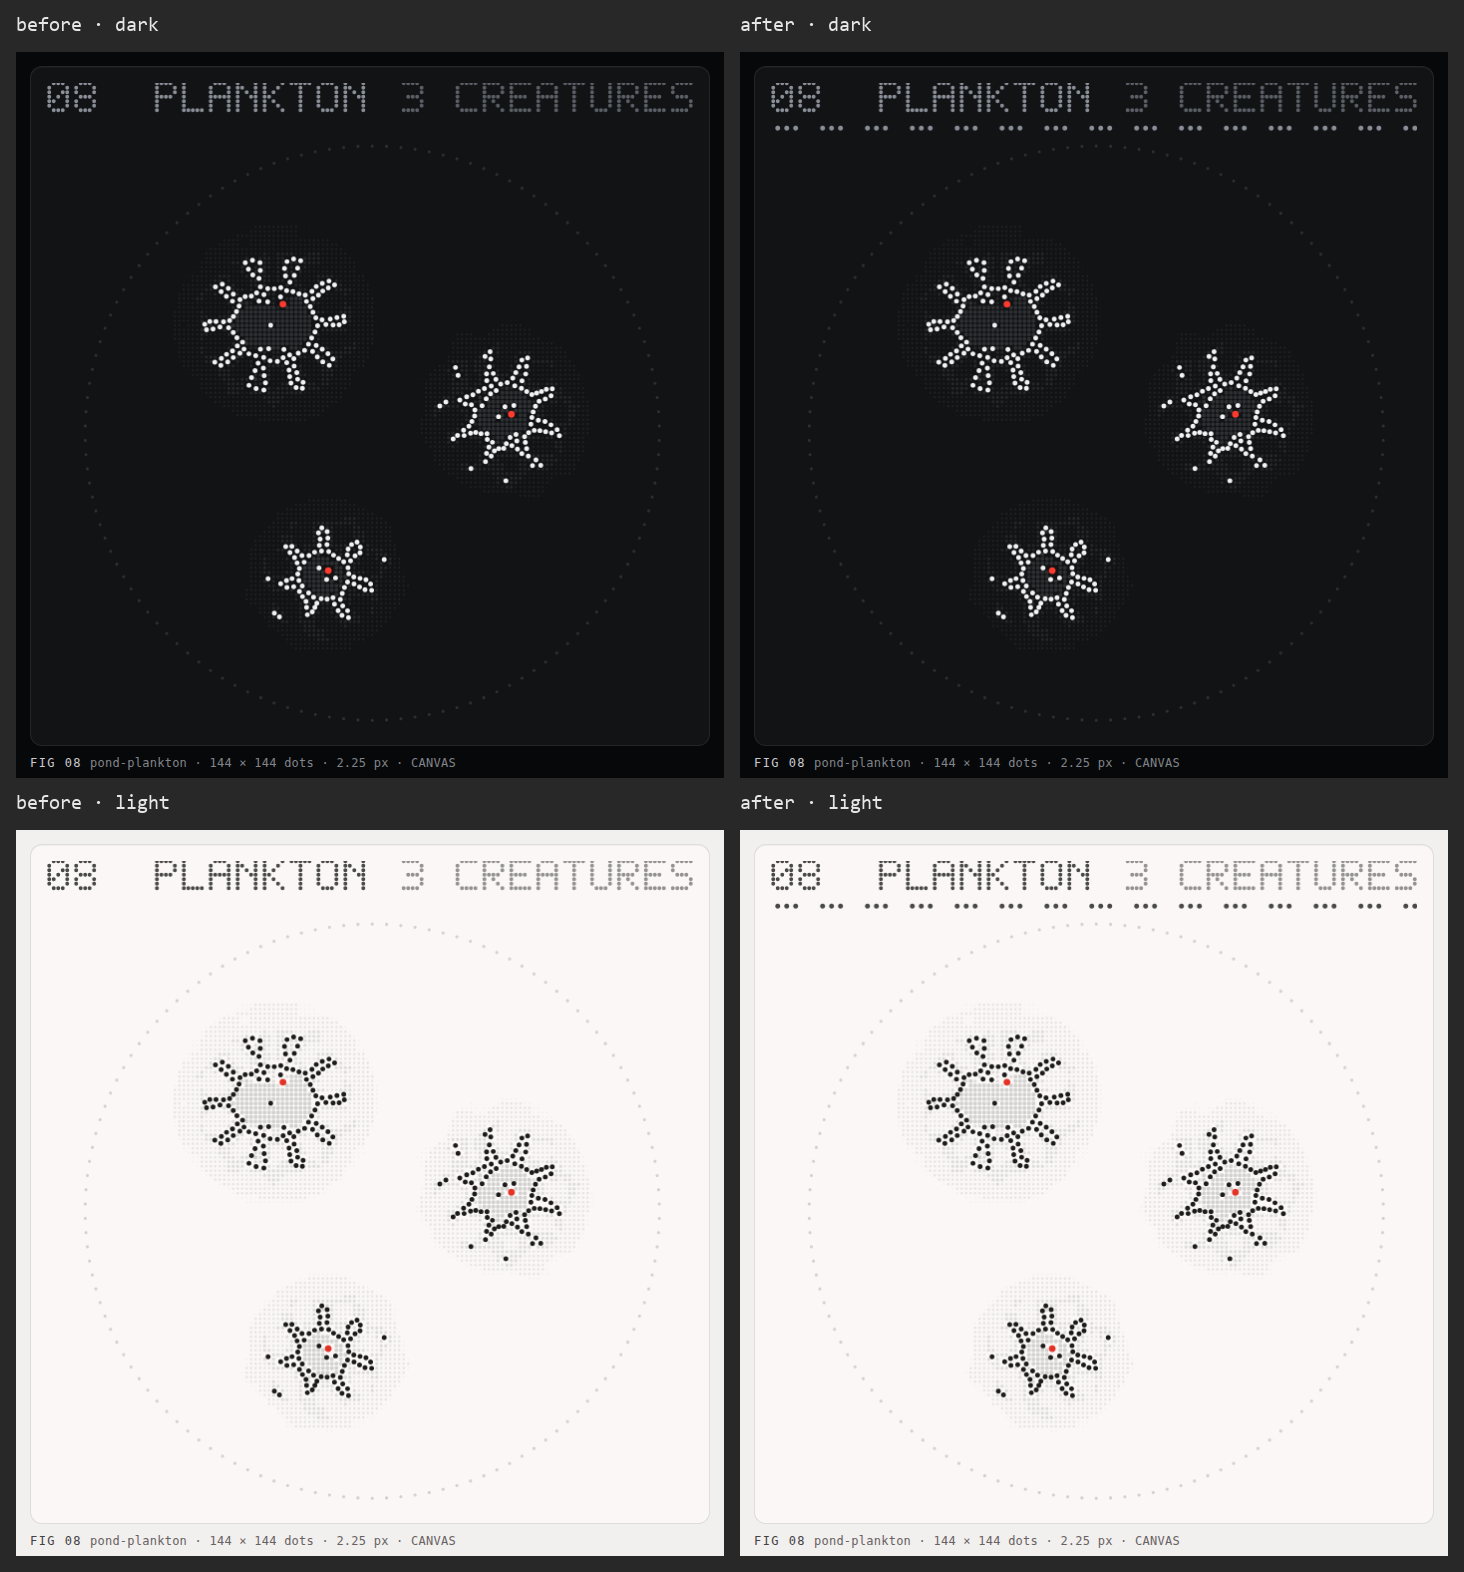 before · dark
after · dark
08 PLANKTON 3 CREATURES
08 PLANKTON 3 CREATURES
FIG 08 pond-plankton · 144 × 144 dots · 2.25 px · CANVAS
FIG 08 pond-plankton · 144 × 144 dots · 2.25 px · CANVAS
before · light
after · light
08 PLANKTON 3 CREATURES
08 PLANKTON 3 CREATURES
FIG 08 pond-plankton · 144 × 144 dots · 2.25 px · CANVAS
FIG 08 pond-plankton · 144 × 144 dots · 2.25 px · CANVAS